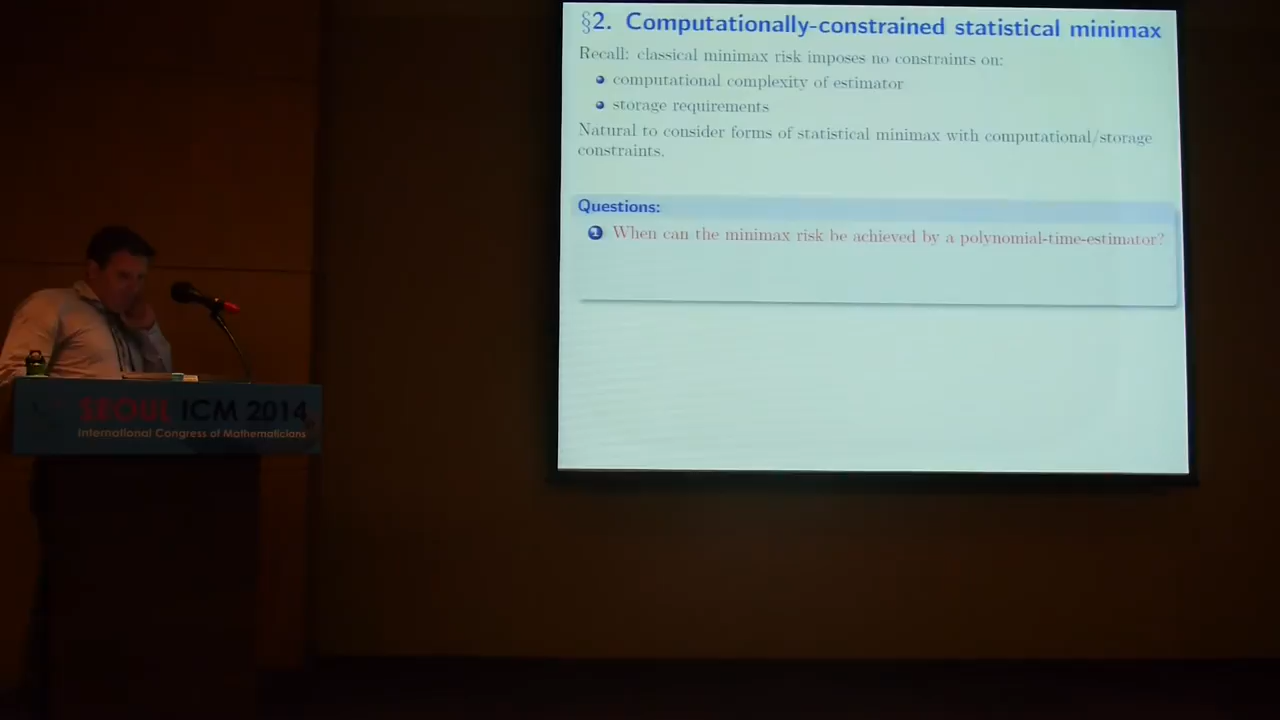 §2. Computationally-constrained statistical minimax
Recall: classical minimax risk imposes no constraints on:
computational complexity of estimator
storage requirements
Natural to consider forms of statistical minimax with computational/storage
constraints.
Questions:
1 When can the minimax risk be achieved by a polynomial-time-estimator?
SEOUL ICM 2014
International Congress of Mathematicians